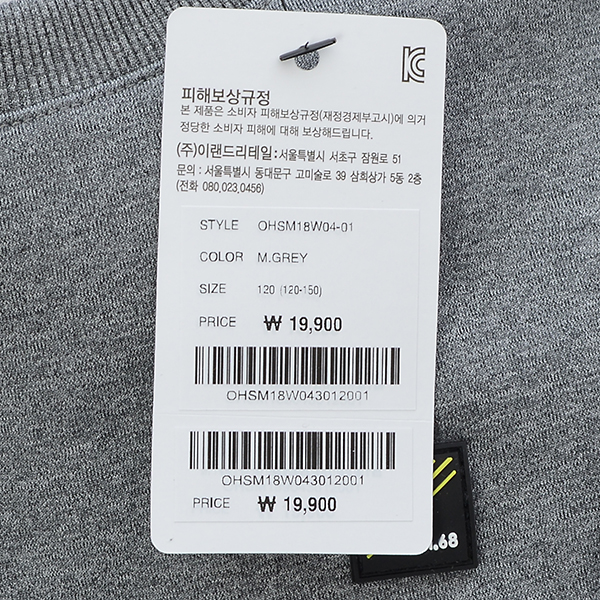 피해보상규정
본 제품은 소비자 피해보상규정(재정경제부고시)에 의거
정당한 소비자 피해에 대해 보상해드립니다.
(주)이랜드리테일:서울특별시 서초구 잠원로 51
문의 : 서울특별시 동대문구 고미술로 39 삼희상가 5동 2층
(전화 080,023,0456)
STYLE OHSM18W04-01
COLOR M.GREY
SIZE 120 (120-150)
PRICE ₩ 19,900
OHSM18W043012001
OHSM18W043012001
PRICE ₩ 19,900
.68